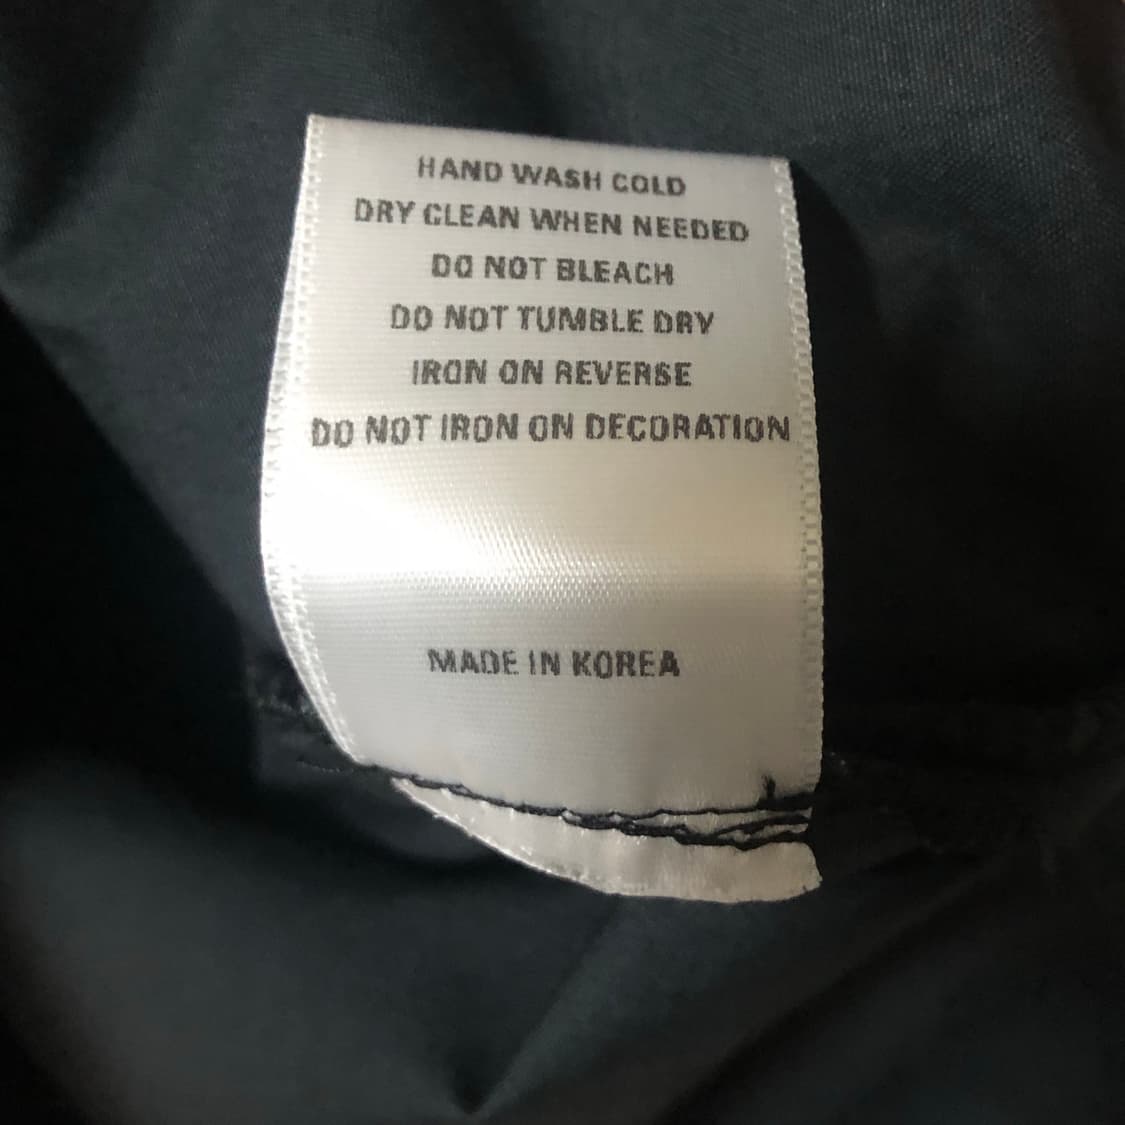 HAND WASH COLD
DRY CLEAN WHEN NEEDED
DO NOT BLEACH
DO NOT TUMBLE DRY
IRON ON REVERSE
DO NOT IRON ON DECORATION
MADE IN KOREA